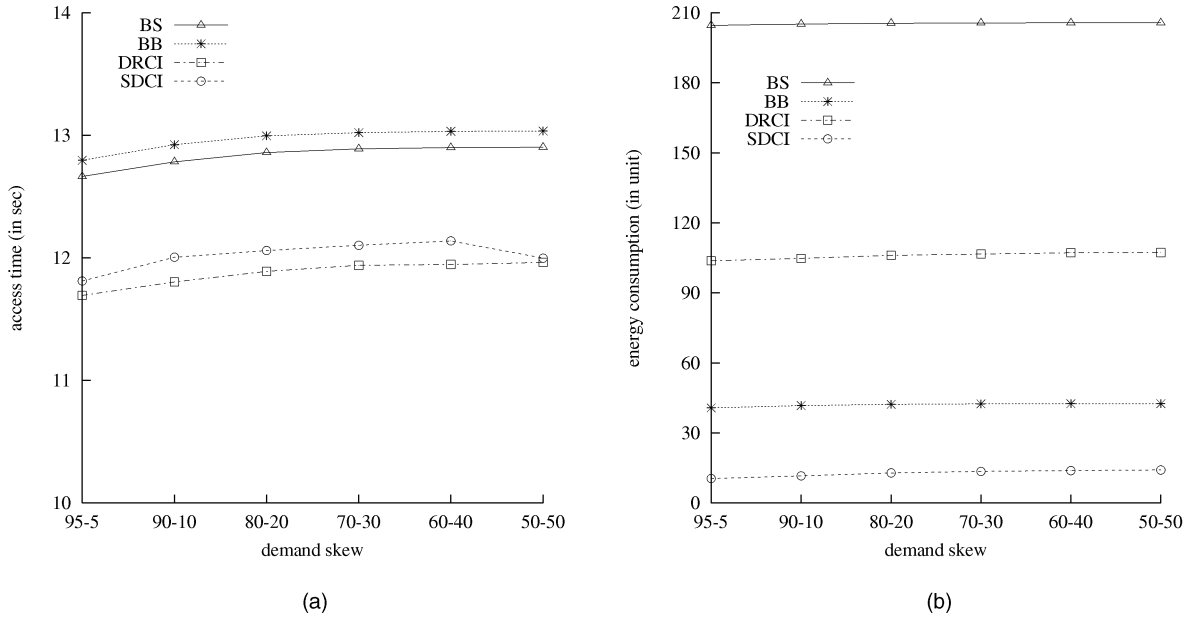 14
13
12
11
10
access time (in sec)
BS
BB
DRCI
SDCI
95-5 90-10 80-20 70-30 60-40 50-50
demand skew
(a)
210
180
150
120
90
60
30
0
energy consumption (in unit)
BS
BB
DRCI
SDCI
95-5 90-10 80-20 70-30 60-40 50-50
demand skew
(b)